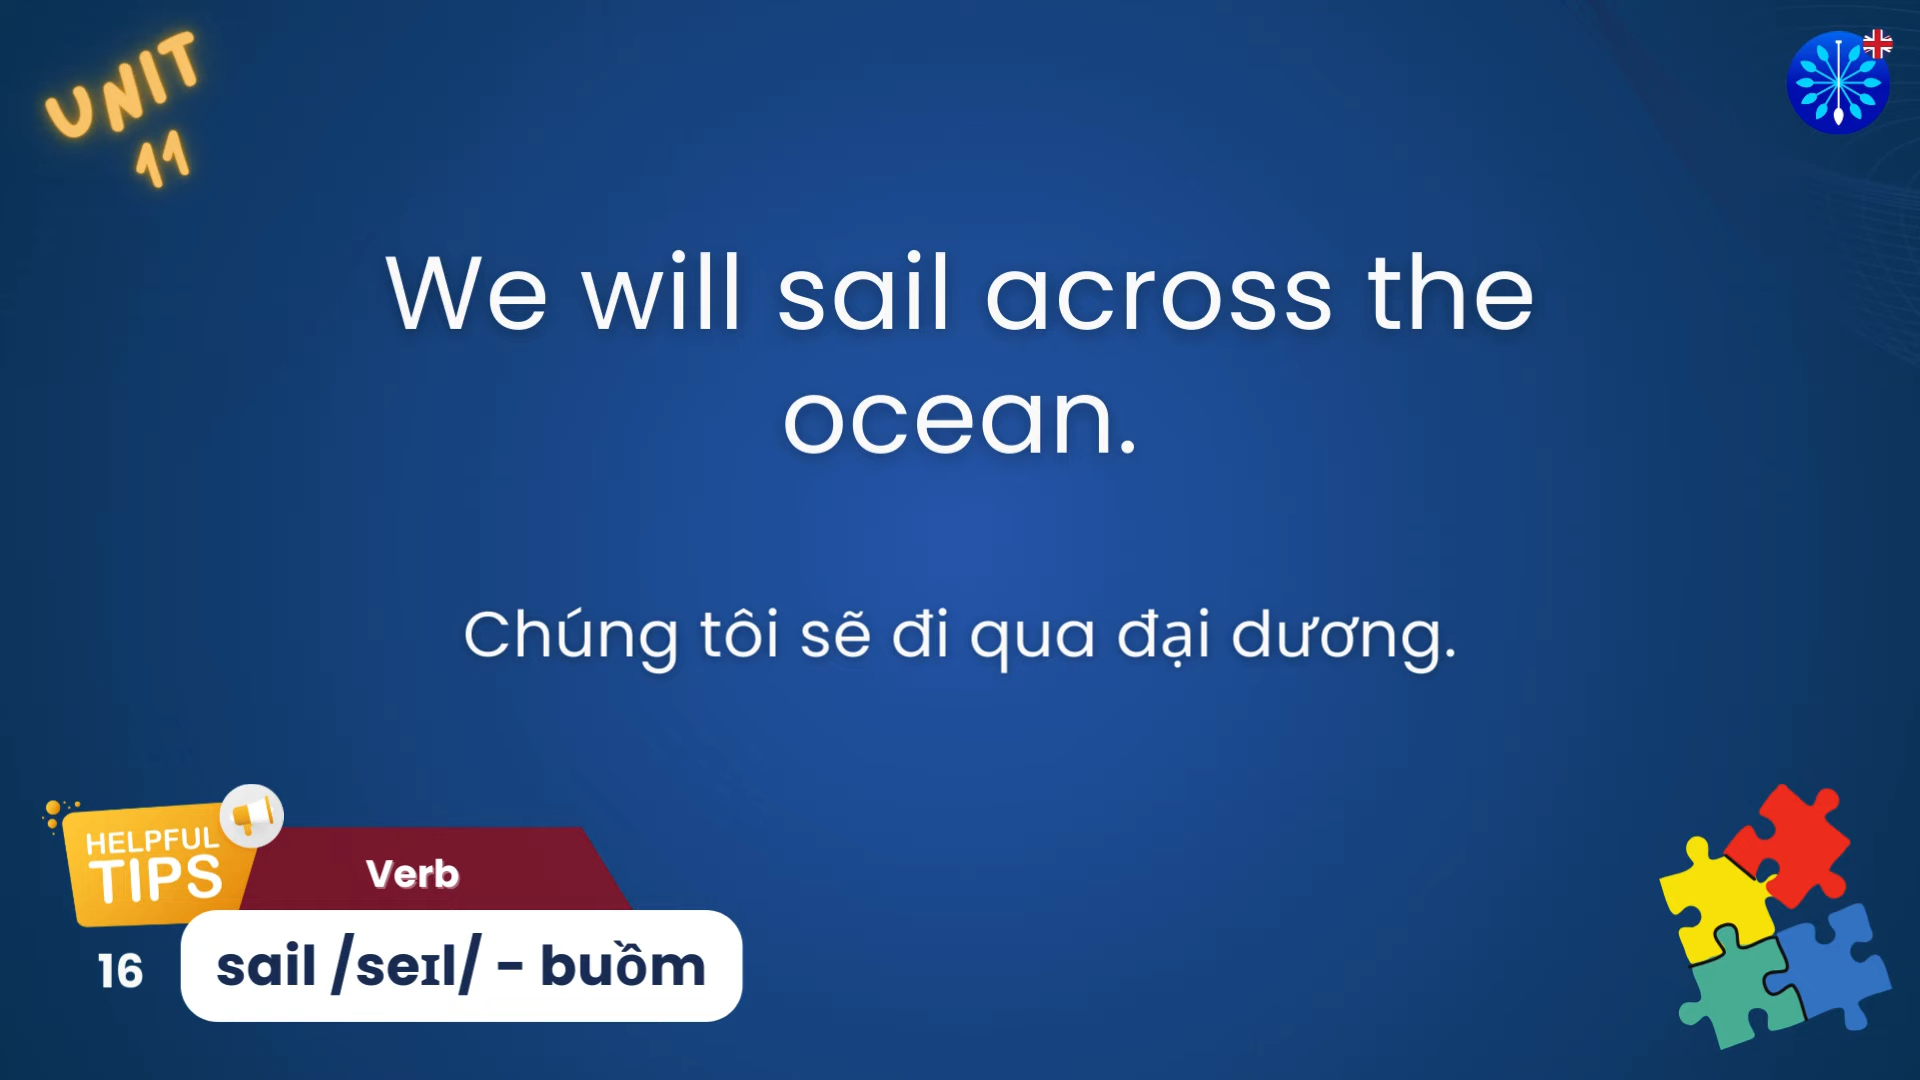 UNIT
11
We will sail across the
ocean.
Chúng tôi sẽ đi qua đại dương.
HELPFUL
TIPS
Verb
16
sail /seɪl/ - buồm